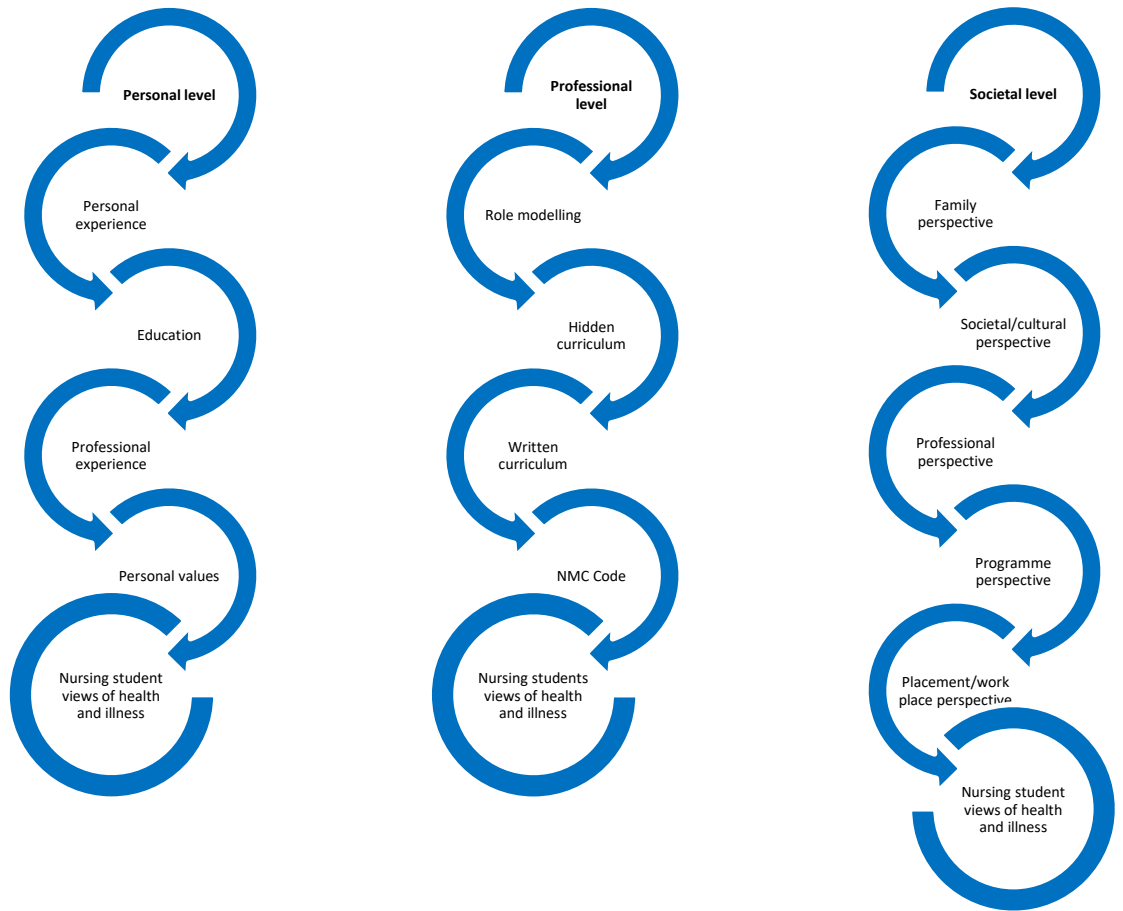 Personal level
Personal
experience
Education
Professional
experience
Personal values
Nursing student
views of health
and illness
Professional
level
Role modelling
Hidden
curriculum
Written
curriculum
NMC Code
Nursing students
views of health
and illness
Societal level
Family
perspective
Societal/cultural
perspective
Professional
perspective
Programme
perspective
Placement/work
place perspective
Nursing student
views of health
and illness